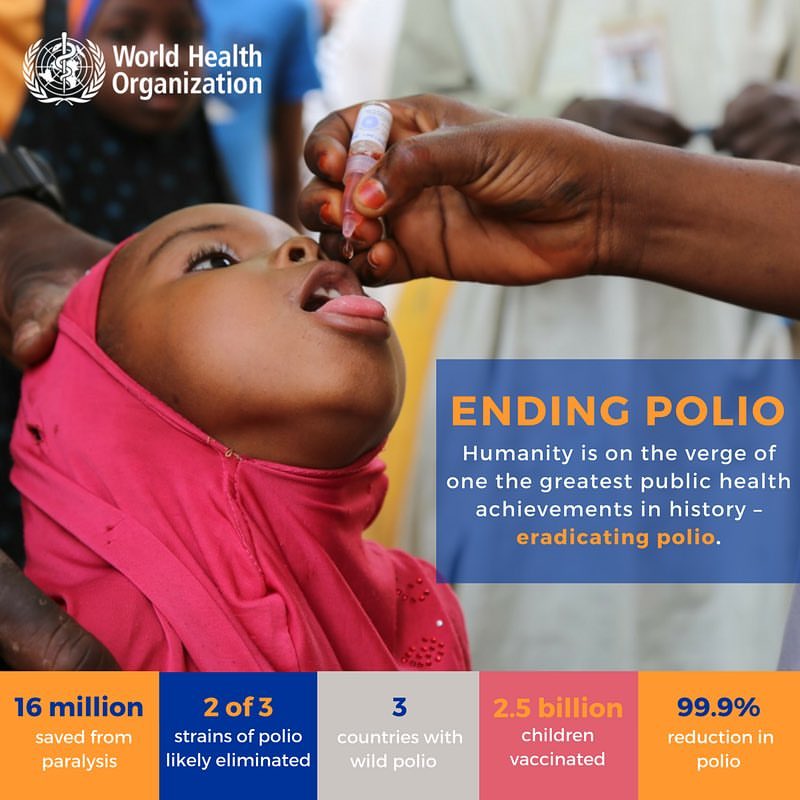 World Health
Organization
ENDING POLIO
Humanity is on the verge of
one the greatest public health
achievements in history –
eradicating polio.
16 million
saved from
paralysis
2 of 3
strains of polio
likely eliminated
3
countries with
wild polio
2.5 billion
children
vaccinated
99.9%
reduction in
polio